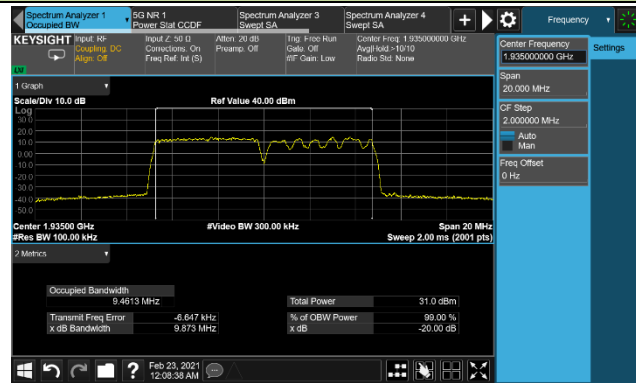 Spectrum Analyzer 1
Occupied BW
5G NR 1
Power Stat CCDF
Spectrum Analyzer 3
Swept SA
Spectrum Analyzer 4
Swept SA
Frequency
KEYSIGHT
Input: RF
Coupling: DC
Align: Off
Input Z: 50 Ω
Corrections: On
Freq Ref: Int (S)
Atten: 20 dB
Preamp: Off
Trig: Free Run
Gate: Off
#IF Gain: Low
Center Freq: 1.935000000 GHz
Avg|Hold:>10/10
Radio Std: None
Center Frequency
1.935000000 GHz
Settings
Span
20.000 MHz
CF Step
2.000000 MHz
Auto
Man
Freq Offset
0 Hz
1 Graph
Scale/Div 10.0 dB
Ref Value 40.00 dBm
Log
30.0
20.0
10.0
0.00
-10.0
-20.0
-30.0
-40.0
-50.0
Center 1.93500 GHz
#Video BW 300.00 kHz
Span 20 MHz
#Res BW 100.00 kHz
Sweep 2.00 ms (2001 pts)
2 Metrics
Occupied Bandwidth
9.4613 MHz
Total Power
31.0 dBm
Transmit Freq Error
-6.647 kHz
% of OBW Power
99.00 %
x dB Bandwidth
9.873 MHz
x dB
-20.00 dB
Feb 23, 2021
12:08:38 AM